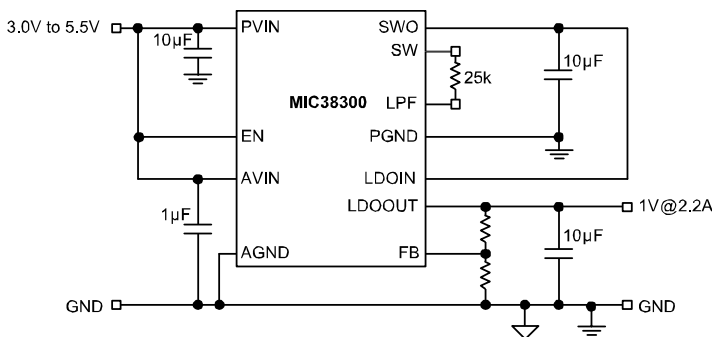 3.0V to 5.5V
10µF
PVIN
SWO
SW
25k
10µF
MIC38300
LPF
EN
PGND
AVIN
LDOIN
1µF
LDOOUT
1V@2.2A
10µF
AGND
FB
GND
GND